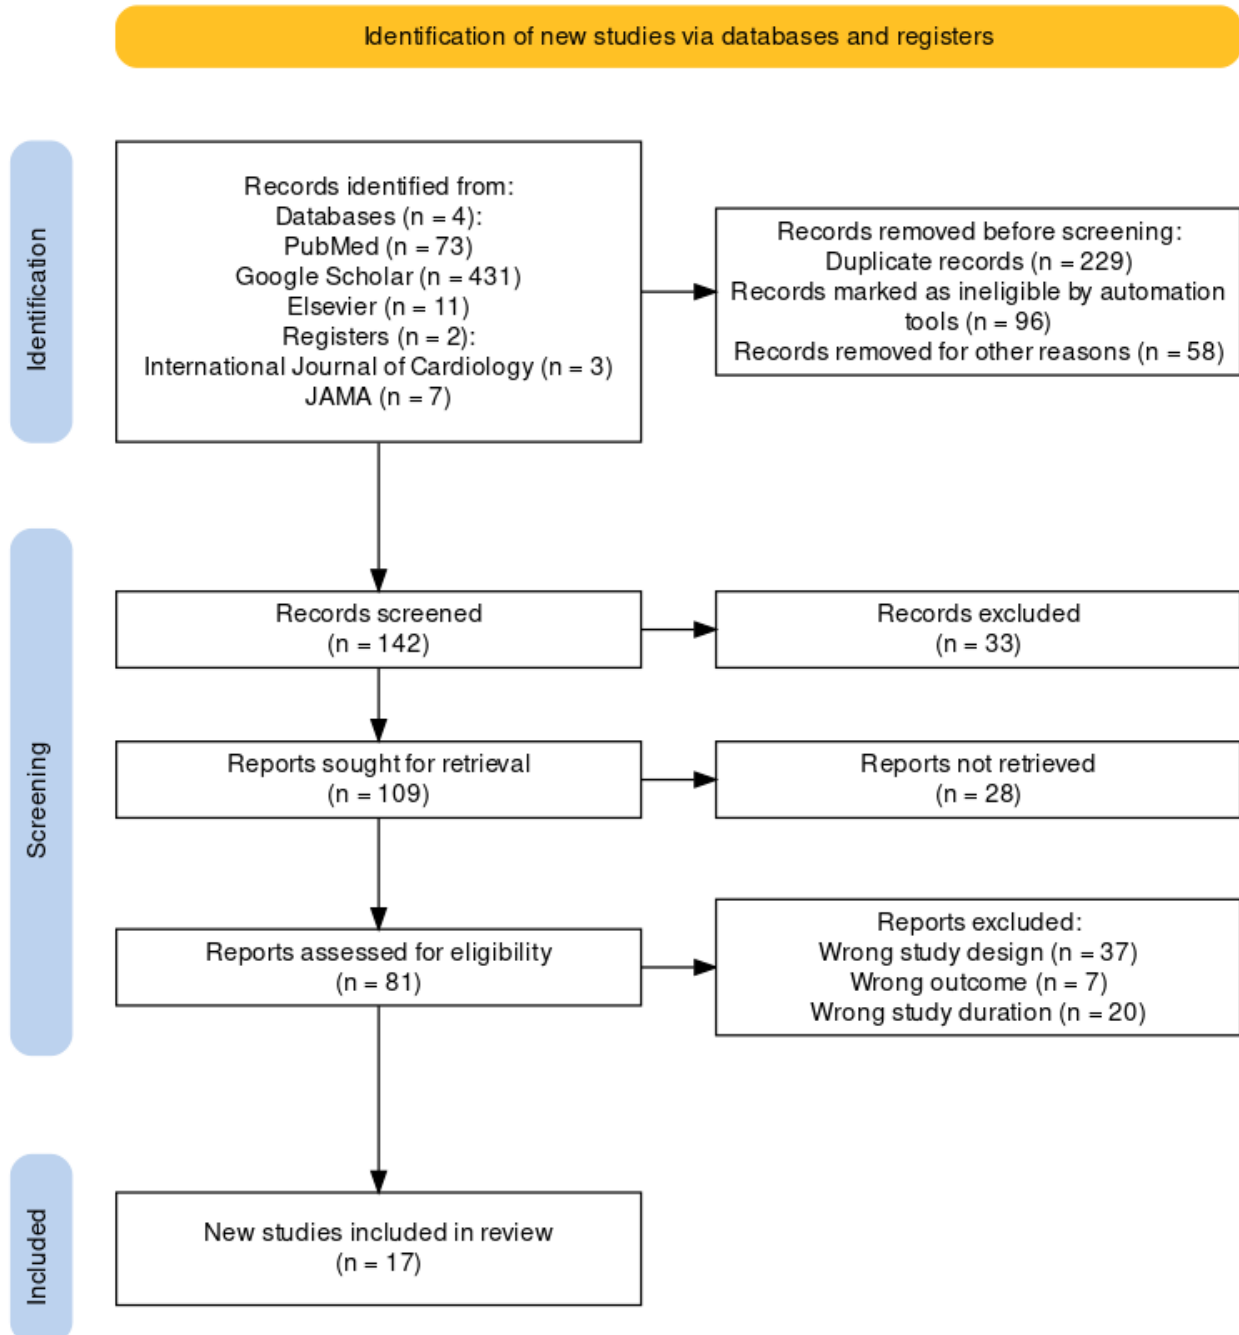 Identification of new studies via databases and registers
Identification
Records identified from:
Databases (n = 4):
PubMed (n = 73)
Google Scholar (n = 431)
Elsevier (n = 11)
Registers (n = 2):
International Journal of Cardiology (n = 3)
JAMA (n = 7)
Records removed before screening:
Duplicate records (n = 229)
Records marked as ineligible by automation
tools (n = 96)
Records removed for other reasons (n = 58)
Screening
Records screened
(n = 142)
Records excluded
(n = 33)
Reports sought for retrieval
(n = 109)
Reports not retrieved
(n = 28)
Reports assessed for eligibility
(n = 81)
Reports excluded:
Wrong study design (n = 37)
Wrong outcome (n = 7)
Wrong study duration (n = 20)
Included
New studies included in review
(n = 17)